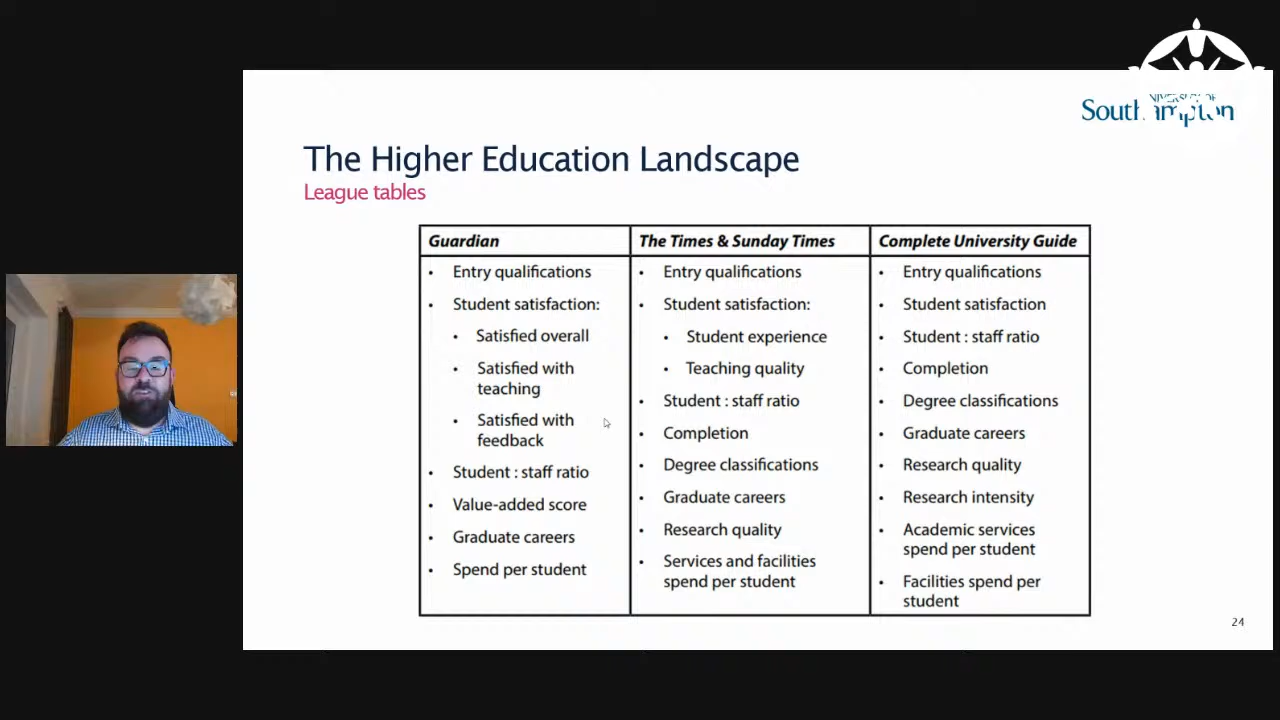 UNIVERSITY OF
Southampton
The Higher Education Landscape
League tables
Guardian
• Entry qualifications
• Student satisfaction:
• Satisfied overall
• Satisfied with
teaching
• Satisfied with
feedback
• Student : staff ratio
• Value-added score
• Graduate careers
• Spend per student
The Times & Sunday Times
• Entry qualifications
• Student satisfaction:
• Student experience
• Teaching quality
• Student : staff ratio
• Completion
• Degree classifications
• Graduate careers
• Research quality
• Services and facilities
spend per student
Complete University Guide
• Entry qualifications
• Student satisfaction
• Student : staff ratio
• Completion
• Degree classifications
• Graduate careers
• Research quality
• Research intensity
• Academic services
spend per student
• Facilities spend per
student
24